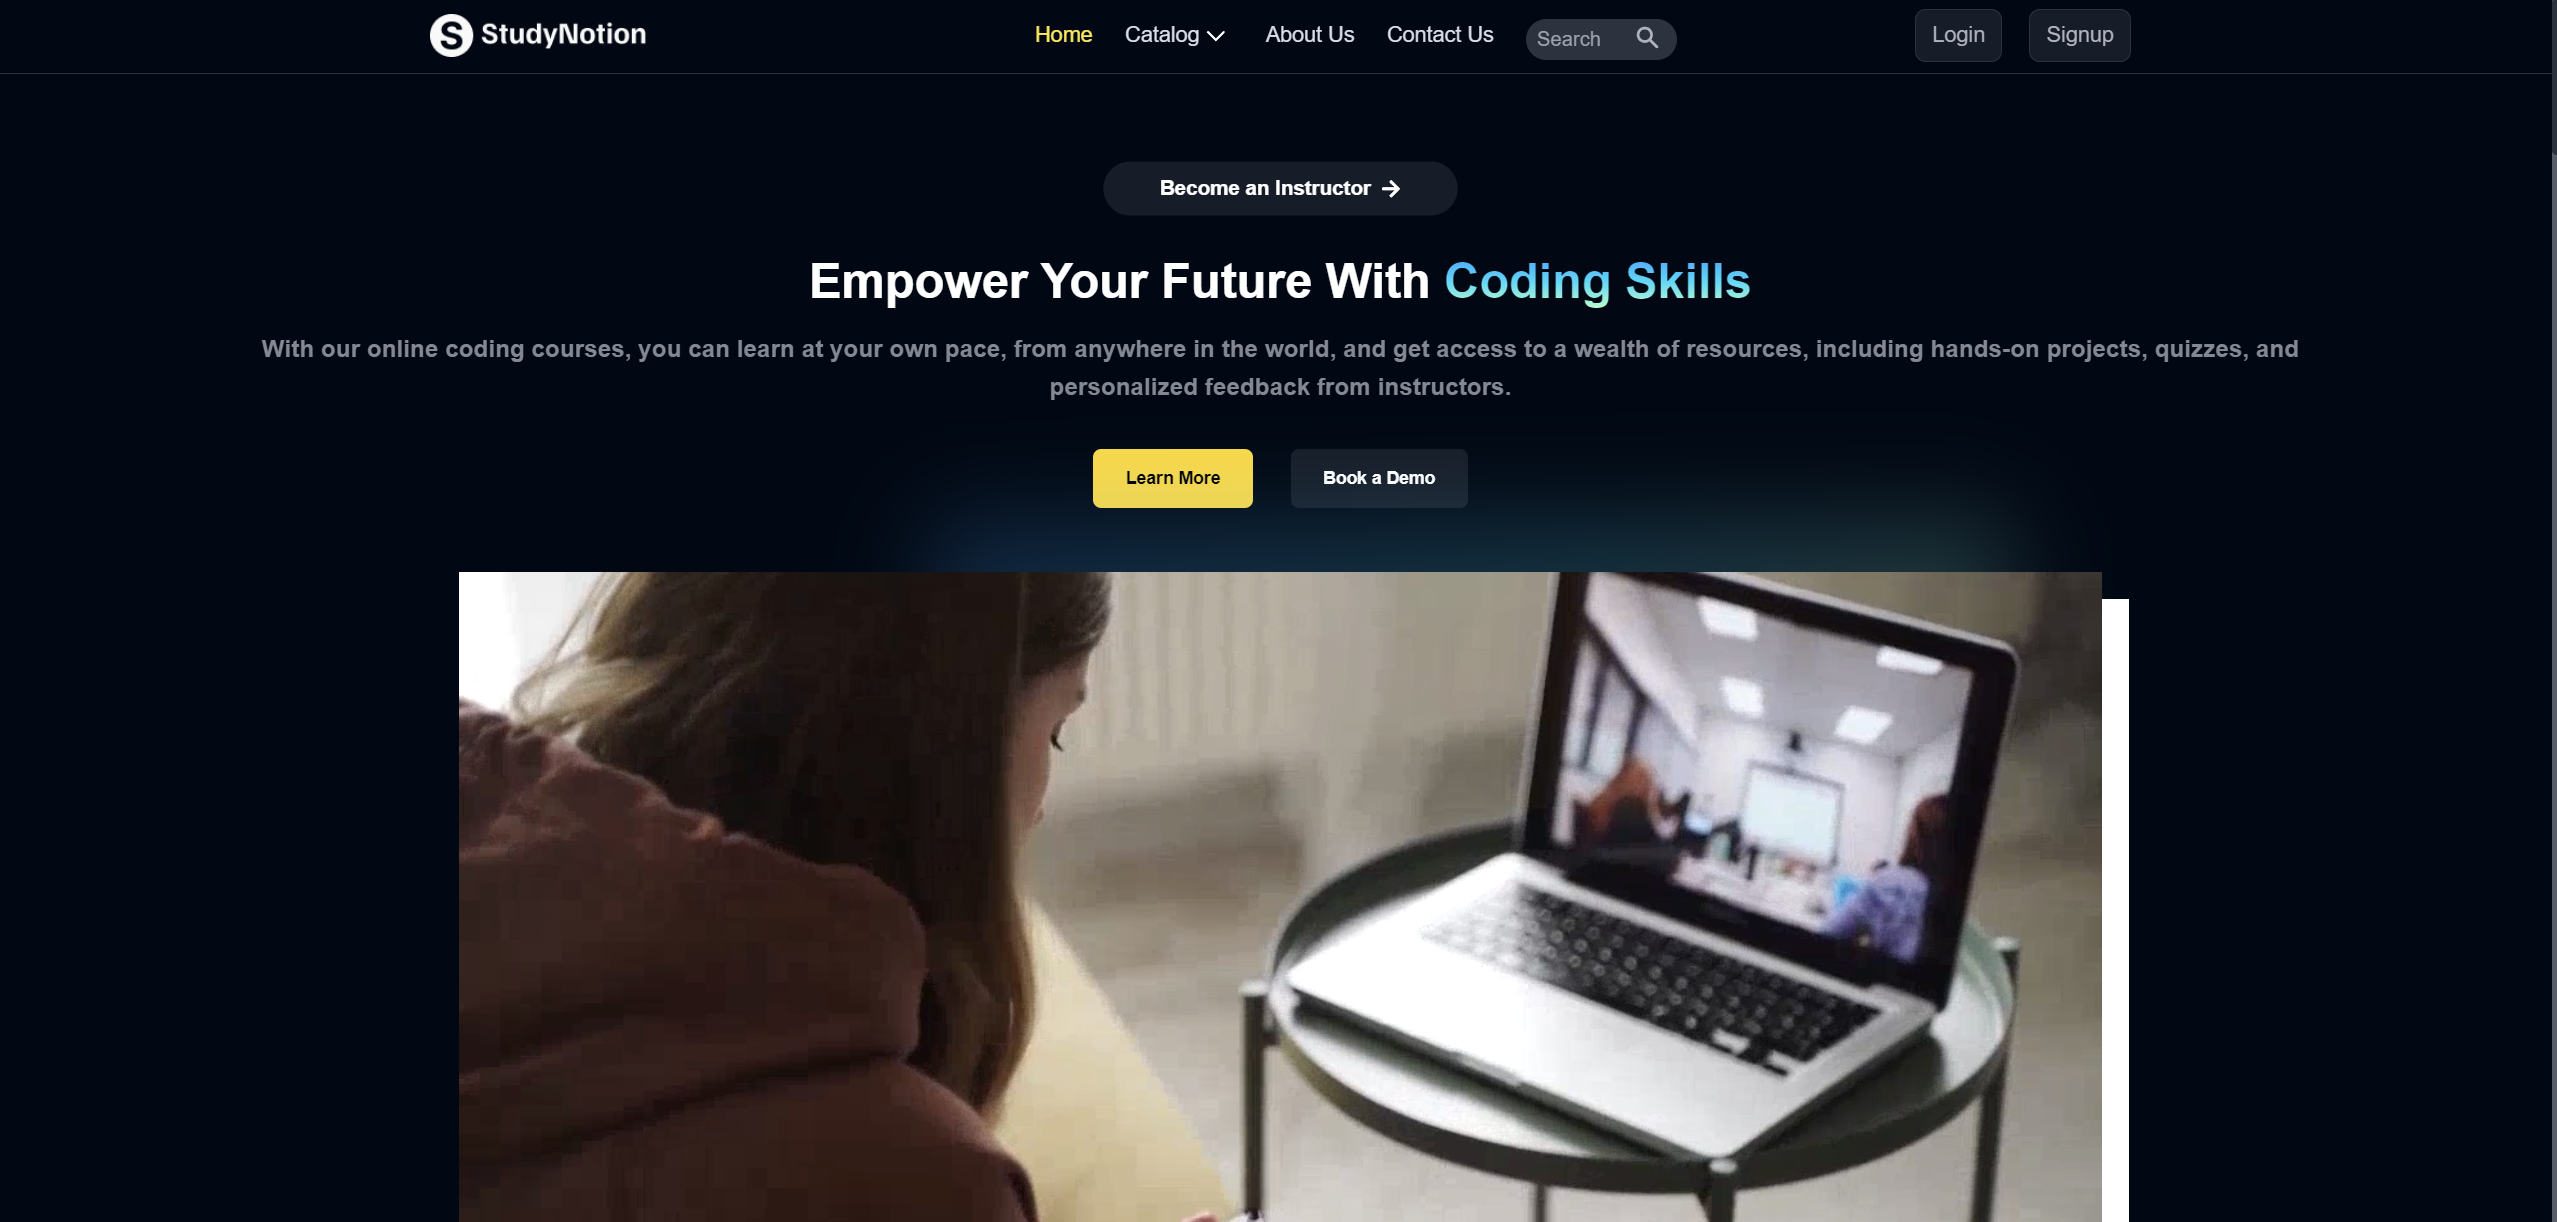 S StudyNotion
Home Catalog About Us Contact Us Search Login Signup
Become an Instructor →
Empower Your Future With Coding Skills
With our online coding courses, you can learn at your own pace, from anywhere in the world, and get access to a wealth of resources, including hands-on projects, quizzes, and
personalized feedback from instructors.
Learn More Book a Demo